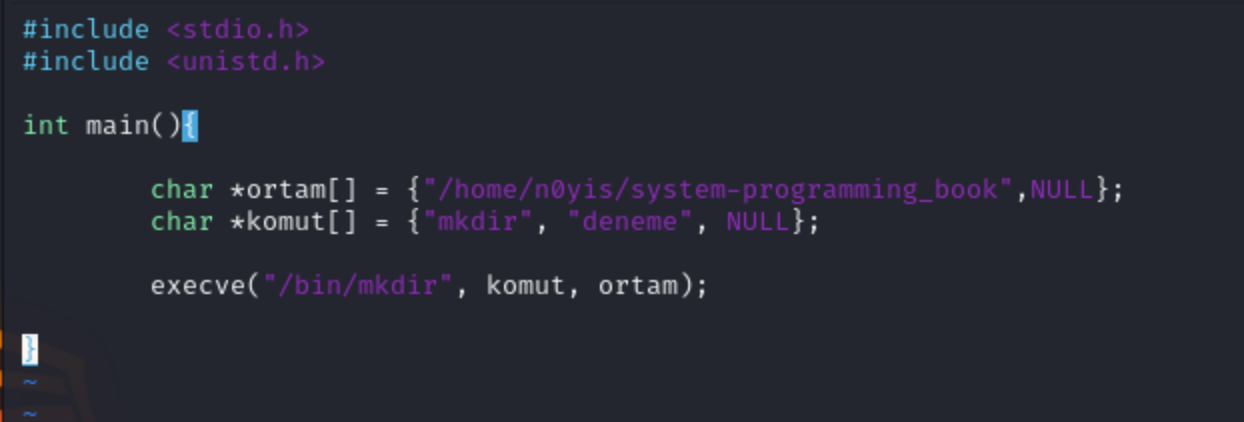 #include <stdio.h>
#include <unistd.h>
int main(){
char *ortam[] = {"/home/n0yis/system-programming_book",NULL};
char *komut[] = {"mkdir", "deneme", NULL};
execve("/bin/mkdir", komut, ortam);
}
~
~